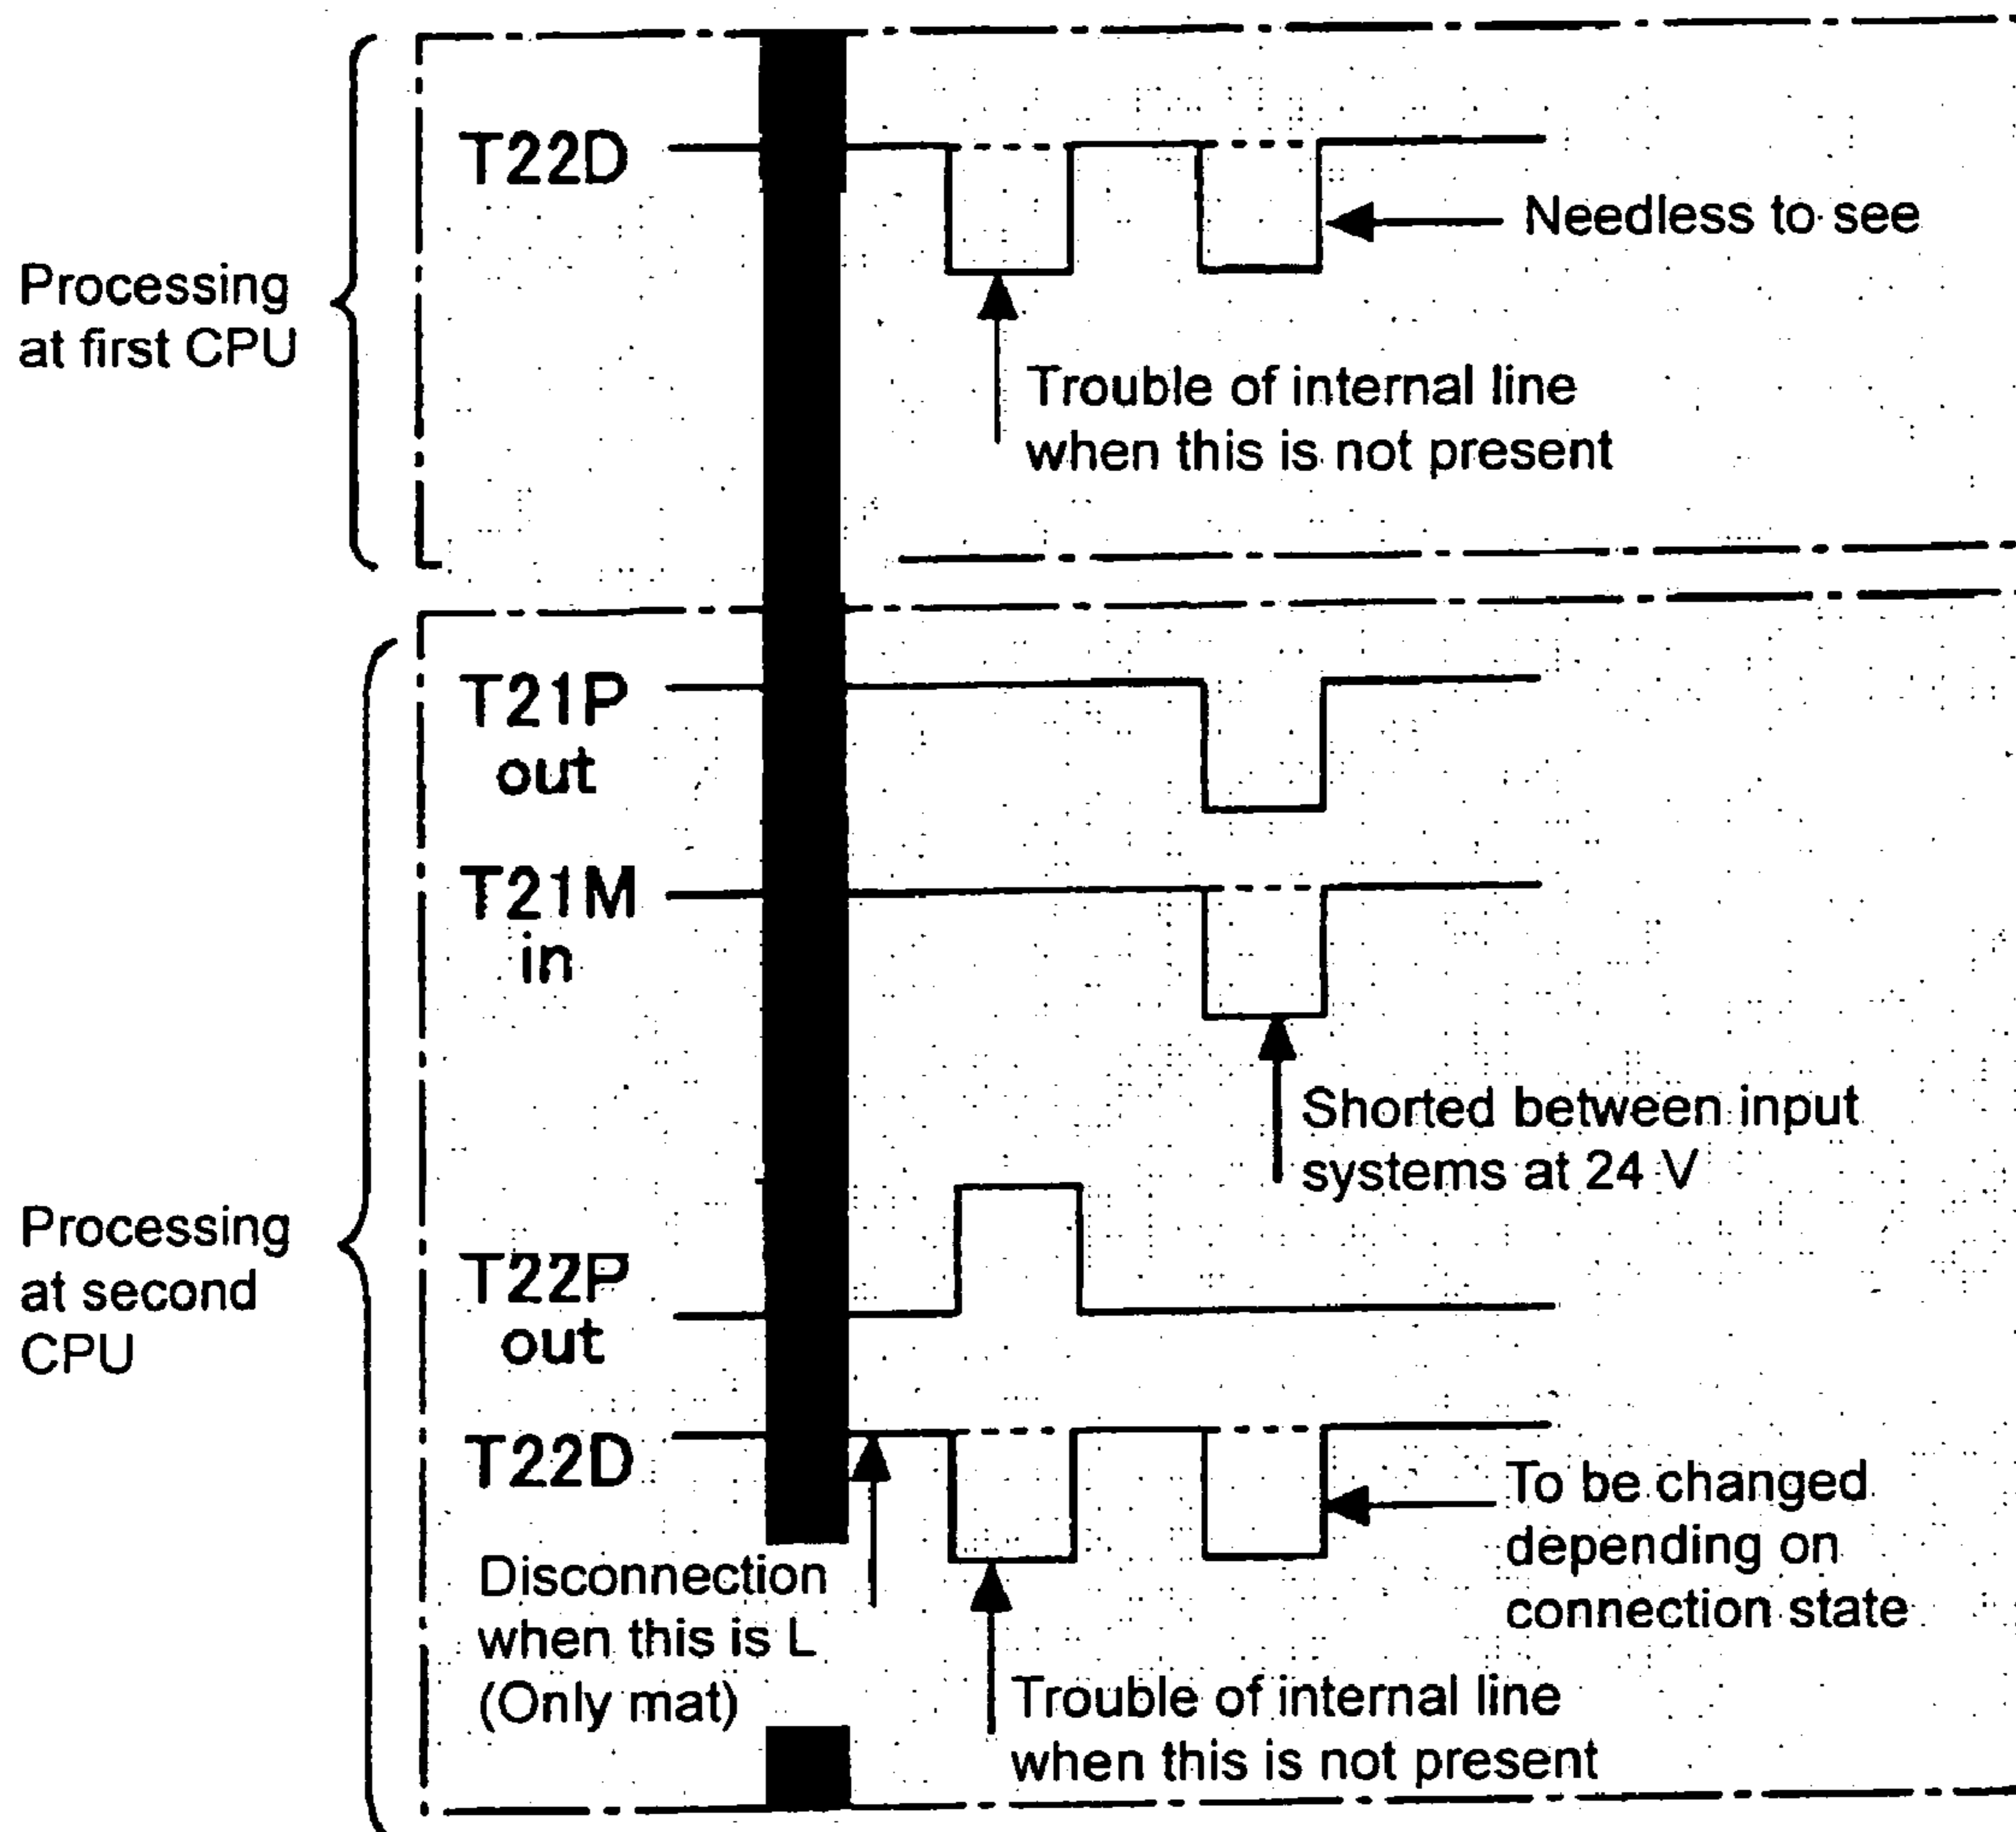 Processing
at first CPU
T22D
Needless to see
Trouble of internal line
when this is not present
Processing
at second
CPU
T21P
out
T21M
in
Shorted between input
systems at 24 V
T22P
out
T22D
To be changed
depending on
connection state
Disconnection
when this is L
(Only mat)
Trouble of internal line
when this is not present